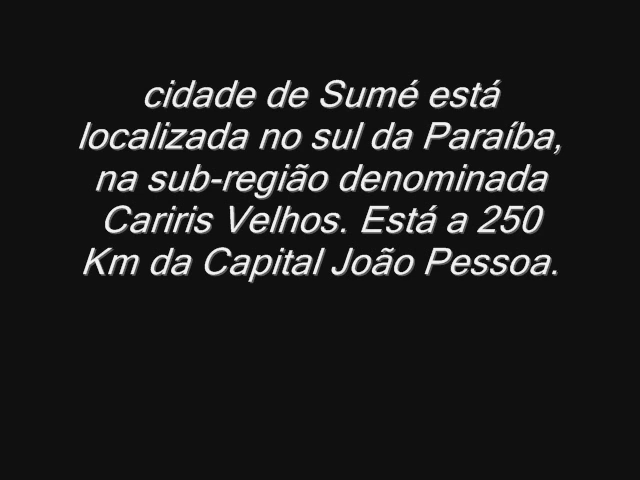 cidade de Sumé está
localizada no sul da Paraíba,
na sub-região denominada
Cariris Velhos. Está a 250
Km da Capital João Pessoa.